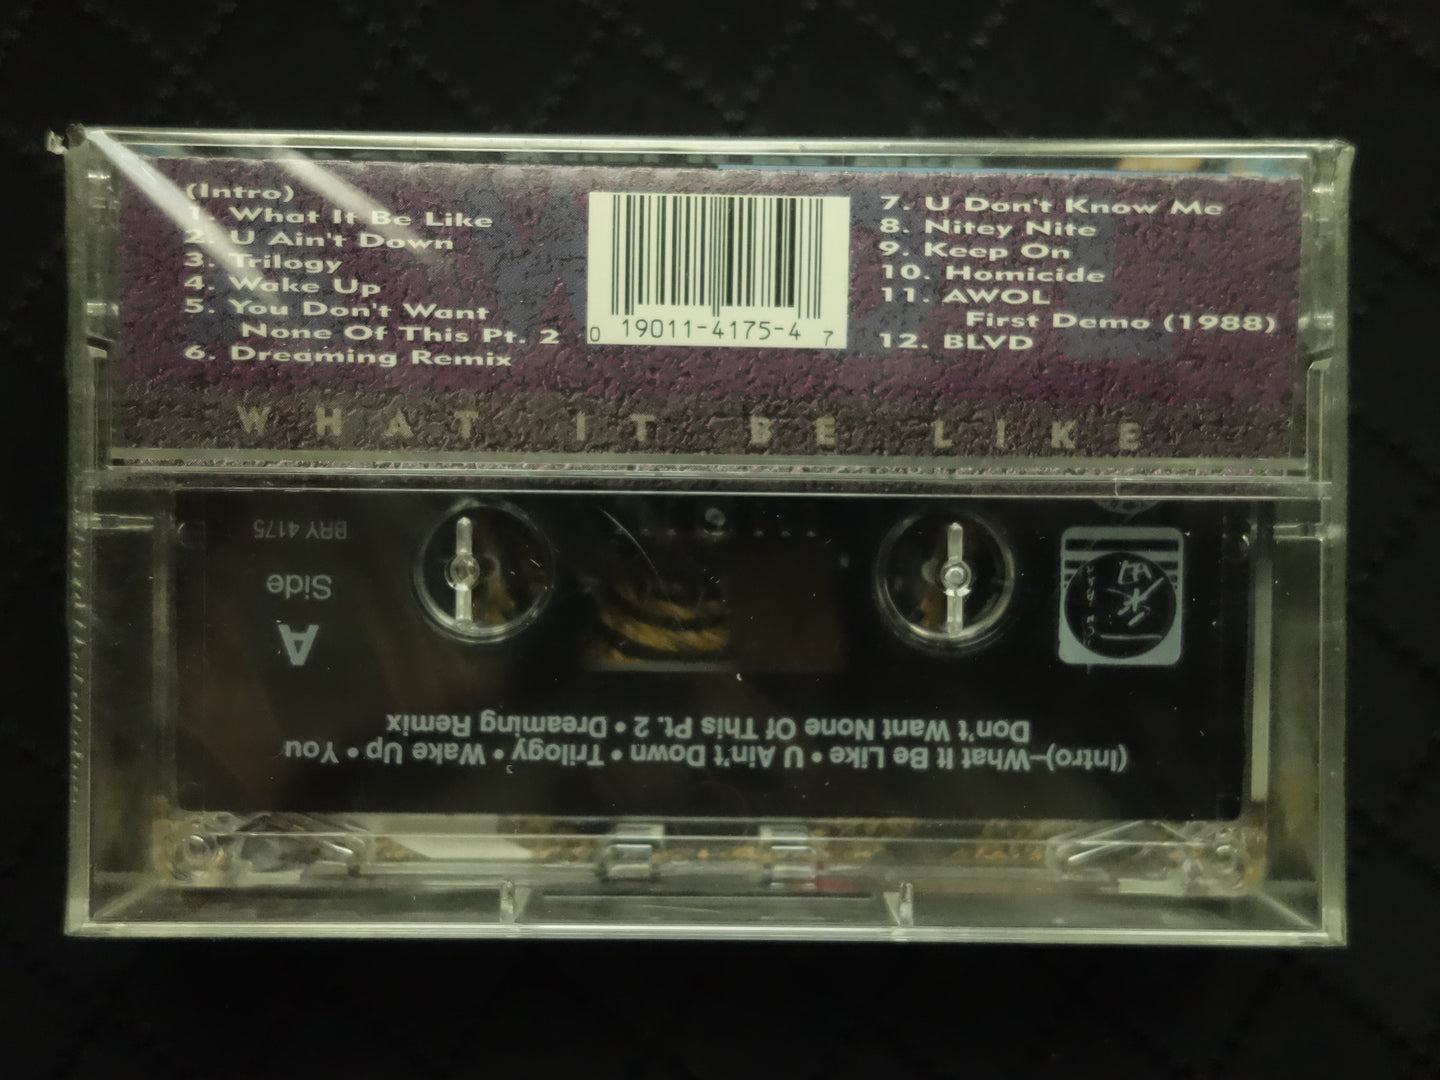 (Intro)
1. What It Be Like
2. U Ain't Down
3. Trilogy
4. Wake Up
5. You Don't Want
None Of This Pt. 2
6. Dreaming Remix
0 19011-4175-4 7
7. U Don't Know Me
8. Nitey Nite
9. Keep On
10. Homicide
11. AWOL
First Demo (1988)
12. BLVD
WHAT IT BE LIKE
BRY 4175
Side
A
(Intro)–What It Be Like • U Ain't Down • Trilogy • Wake Up • You
Don't Want None Of This Pt. 2 • Dreaming Remix